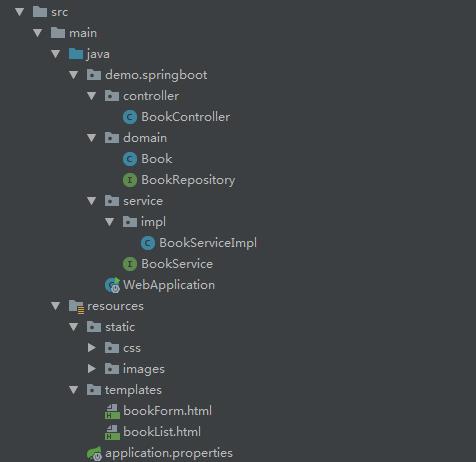 src
main
java
demo.springboot
controller
BookController
domain
Book
BookRepository
service
impl
BookServiceImpl
BookService
WebApplication
resources
static
css
images
templates
bookForm.html
bookList.html
application.properties